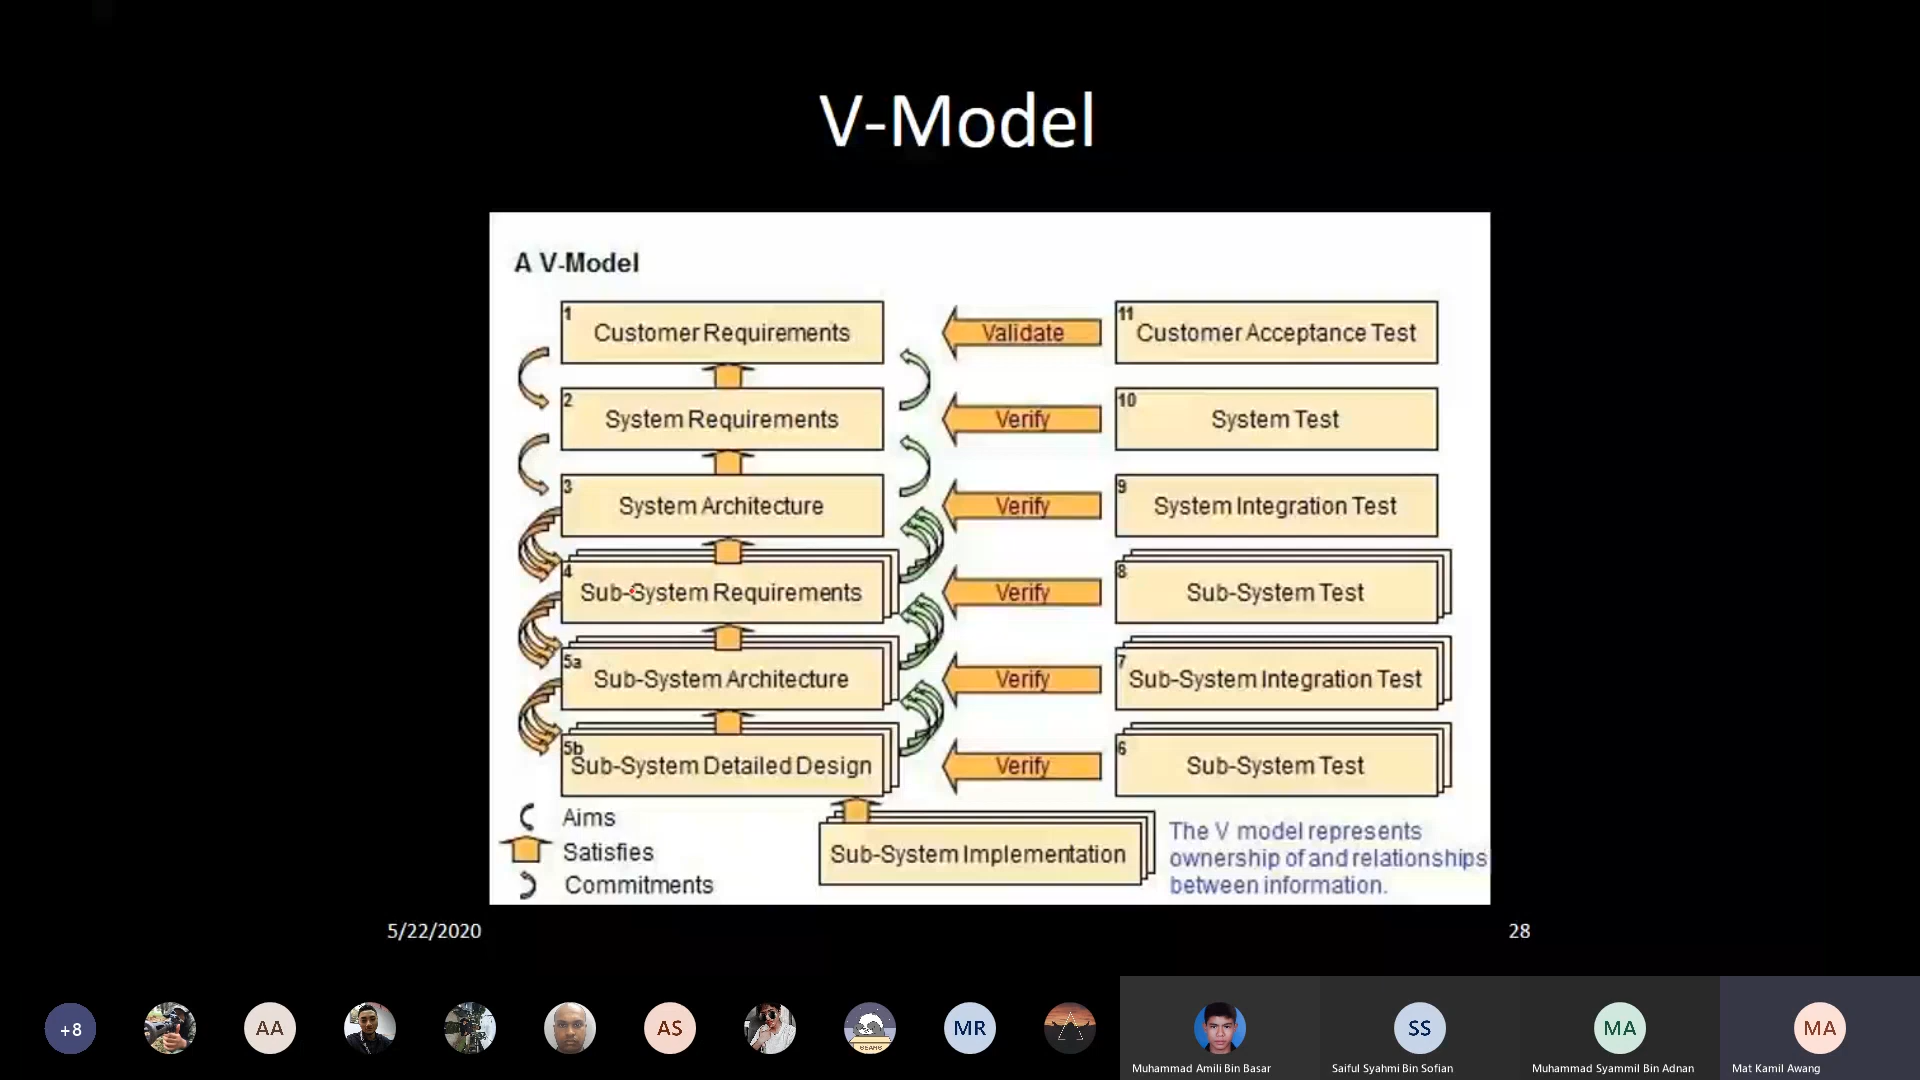 V-Model
A V-Model
1
Customer Requirements
Validate
11
Customer Acceptance Test
2
System Requirements
Verify
10
System Test
3
System Architecture
Verify
9
System Integration Test
4
Sub-System Requirements
Verify
8
Sub-System Test
5a
Sub-System Architecture
Verify
7
Sub-System Integration Test
5b
Sub-System Detailed Design
Verify
6
Sub-System Test
Aims
Satisfies
Commitments
Sub-System Implementation
The V model represents
ownership of and relationships
between information.
5/22/2020
28
+8
AA
AS
BEARS
MR
SS
MA
MA
Muhammad Amili Bin Basar
Saiful Syahmi Bin Sofian
Muhammad Syammil Bin Adnan
Mat Kamil Awang